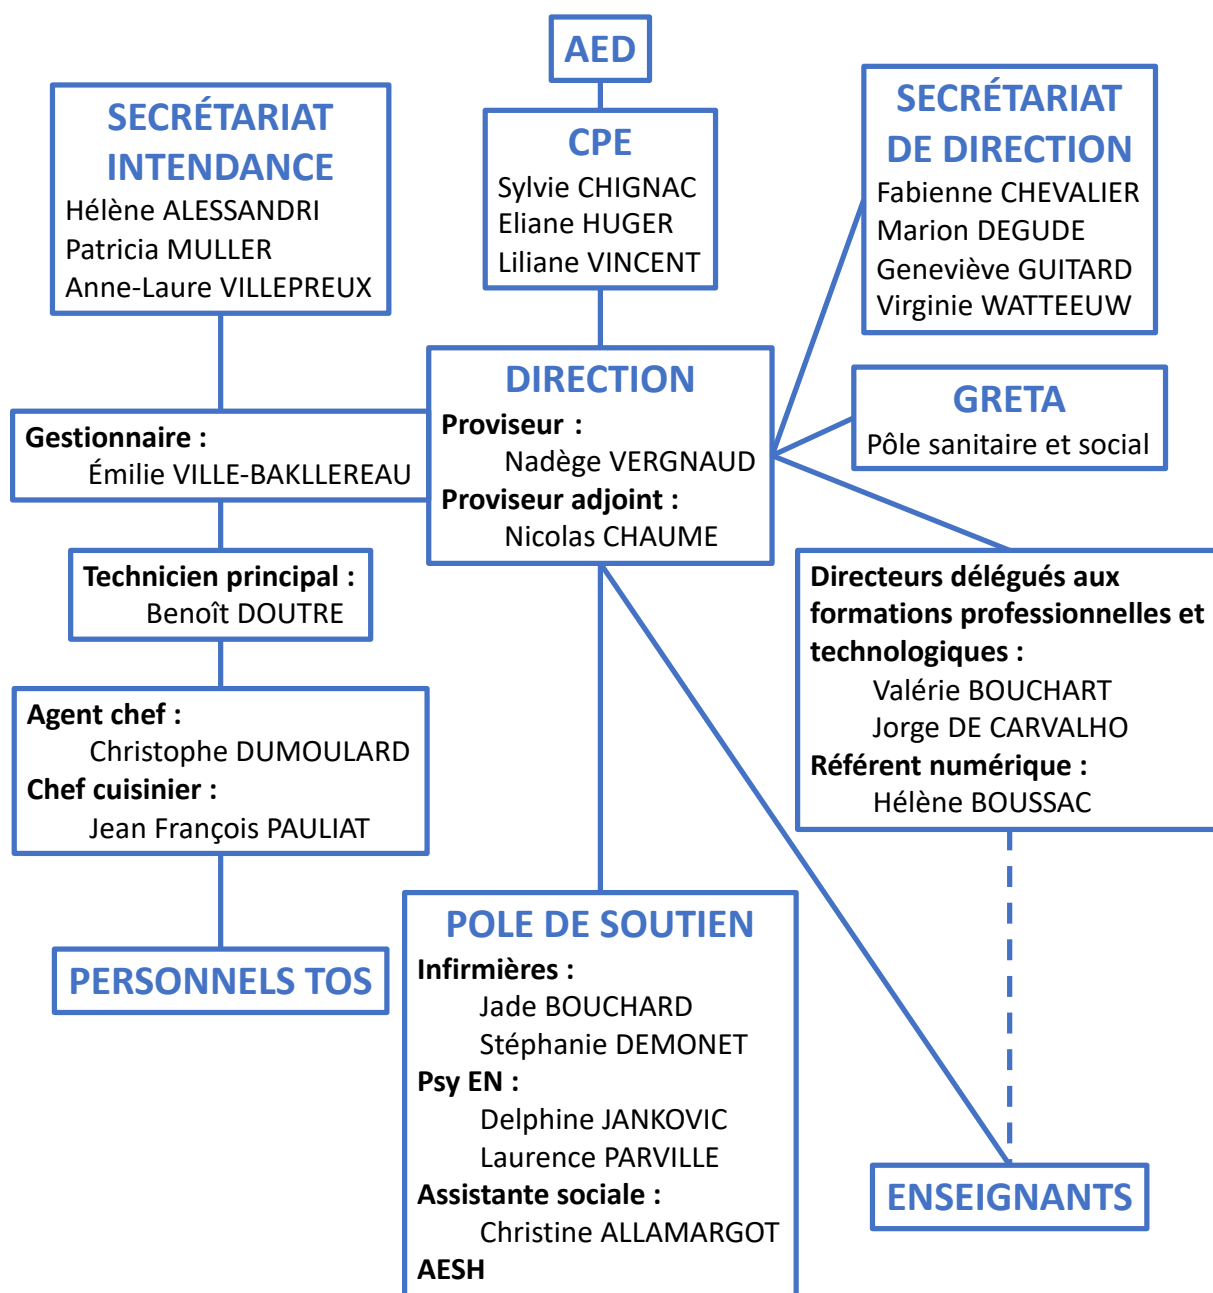 AED
SECRÉTARIAT
INTENDANCE
Hélène ALESSANDRI
Patricia MULLER
Anne-Laure VILLEPREUX
CPE
Sylvie CHIGNAC
Eliane HUGER
Liliane VINCENT
SECRÉTARIAT
DE DIRECTION
Fabienne CHEVALIER
Marion DEGUDE
Geneviève GUITARD
Virginie WATTEEUW
DIRECTION
Proviseur :
Nadège VERGNAUD
Proviseur adjoint :
Nicolas CHAUME
GRETA
Pôle sanitaire et social
Gestionnaire :
Émilie VILLE-BAKLLEREAU
Technicien principal :
Benoît DOUTRE
Agent chef :
Christophe DUMOULARD
Chef cuisinier :
Jean François PAULIAT
PERSONNELS TOS
Directeurs délégués aux
formations professionnelles et
technologiques :
Valérie BOUCHART
Jorge DE CARVALHO
Référent numérique :
Hélène BOUSSAC
POLE DE SOUTIEN
Infirmières :
Jade BOUCHARD
Stéphanie DEMONET
Psy EN :
Delphine JANKOVIC
Laurence PARVILLE
Assistante sociale :
Christine ALLAMARGOT
AESH
ENSEIGNANTS